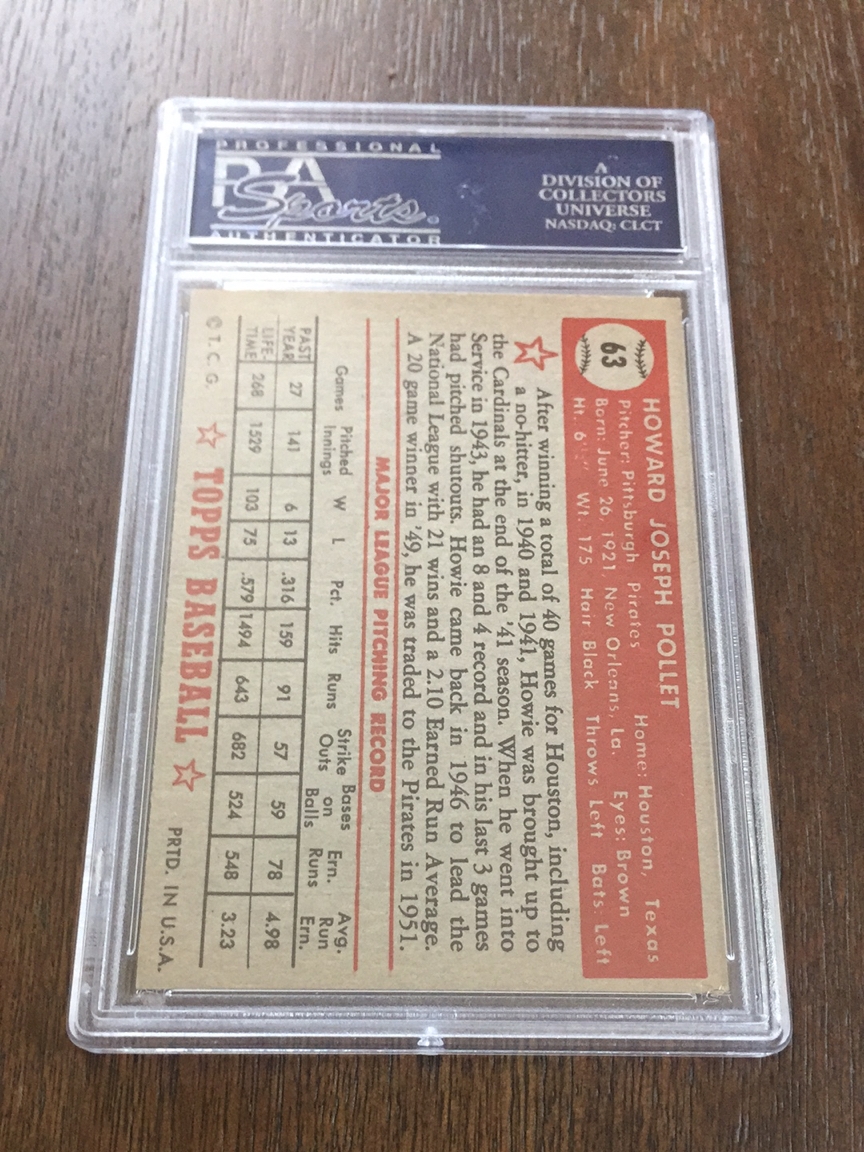 PROFESSIONAL
PSA
Sports
AUTHENTICATOR
A
DIVISION OF
COLLECTORS
UNIVERSE
NASDAQ: CLCT
63
HOWARD JOSEPH POLLET
Pitcher: Pittsburgh Pirates Home: Houston, Texas
Born: June 26, 1921, New Orleans, La. Eyes: Brown
Ht. Wt. 175 Hair Black Throws Left Bats: Left
After winning a total of 40 games for Houston, including
a no-hitter, in 1940 and 1941, Howie was brought up to
the Cardinals at the end of the '41 season. When he went into
Service in 1943, he had an 8 and 4 record and in his last 3 games
had pitched shutouts. Howie came back in 1946 to lead the
National League with 21 wins and a 2.10 Earned Run Average.
A 20 game winner in '49, he was traded to the Pirates in 1951.
MAJOR LEAGUE PITCHING RECORD
Games Pitched Innings W L Pct. Hits Runs Strike Outs Bases on Balls Ern. Runs Avg. Run Ern.
PAST YEAR 27 141 6 13 .316 159 91 57 59 78 4.98
LIFE-TIME 268 1529 103 75 .579 1494 643 682 524 548 3.23
© T. C. G. TOPPS BASEBALL PRTD. IN U.S.A.